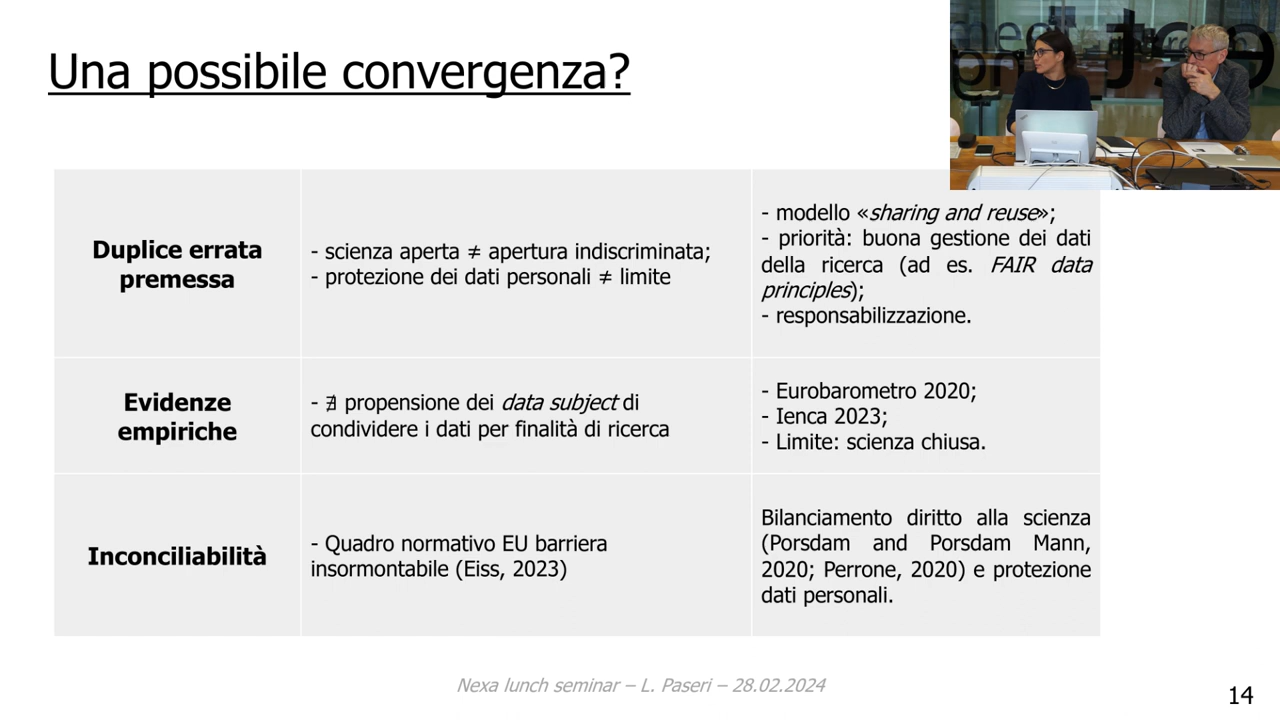 Una possibile convergenza?
Duplice errata
premessa
- scienza aperta ≠ apertura indiscriminata;
- protezione dei dati personali ≠ limite
- modello «sharing and reuse»;
- priorità: buona gestione dei dati
della ricerca (ad es. FAIR data
principles);
- responsabilizzazione.
Evidenze
empiriche
- ∄ propensione dei data subject di
condividere i dati per finalità di ricerca
- Eurobarometro 2020;
- Ienca 2023;
- Limite: scienza chiusa.
Inconciliabilità
- Quadro normativo EU barriera
insormontabile (Eiss, 2023)
Bilanciamento diritto alla scienza
(Porsdam and Porsdam Mann,
2020; Perrone, 2020) e protezione
dati personali.
Nexa lunch seminar – L. Paseri – 28.02.2024
14